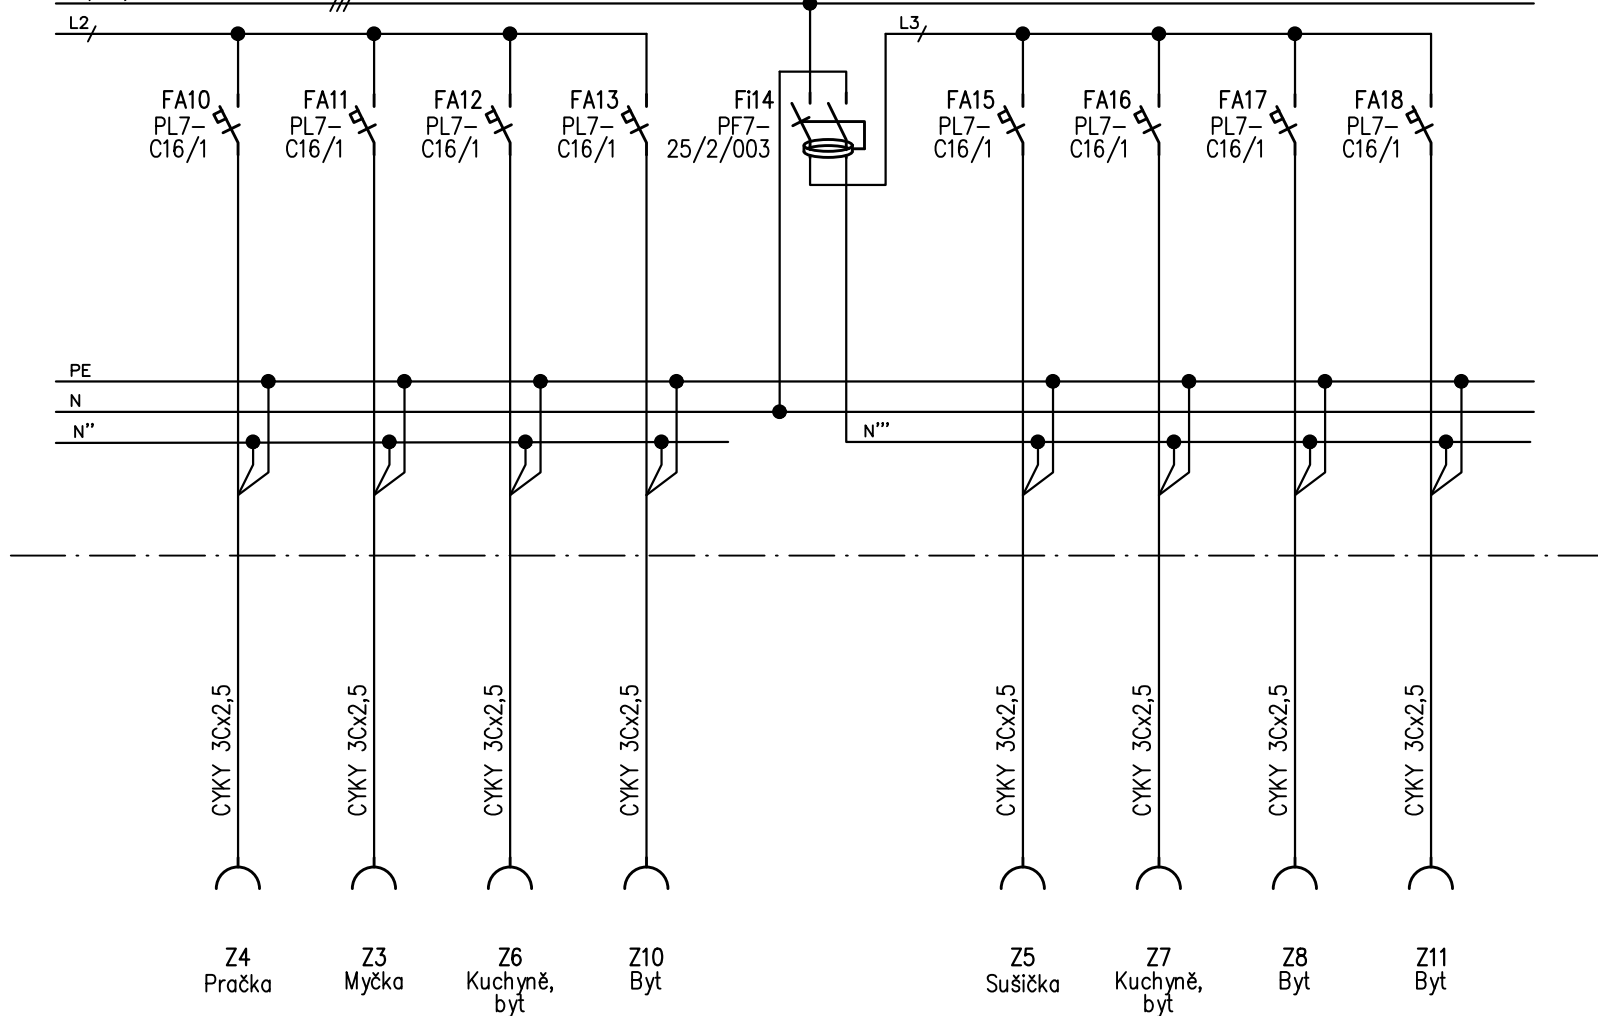 L2
L3
FA10
PL7-
C16/1
FA11
PL7-
C16/1
FA12
PL7-
C16/1
FA13
PL7-
C16/1
Fi14
PF7-
25/2/003
FA15
PL7-
C16/1
FA16
PL7-
C16/1
FA17
PL7-
C16/1
FA18
PL7-
C16/1
PE
N
N''
N'''
CYKY 3Cx2,5
CYKY 3Cx2,5
CYKY 3Cx2,5
CYKY 3Cx2,5
CYKY 3Cx2,5
CYKY 3Cx2,5
CYKY 3Cx2,5
CYKY 3Cx2,5
Z4
Pračka
Z3
Myčka
Z6
Kuchyně,
byt
Z10
Byt
Z5
Sušička
Z7
Kuchyně,
byt
Z8
Byt
Z11
Byt